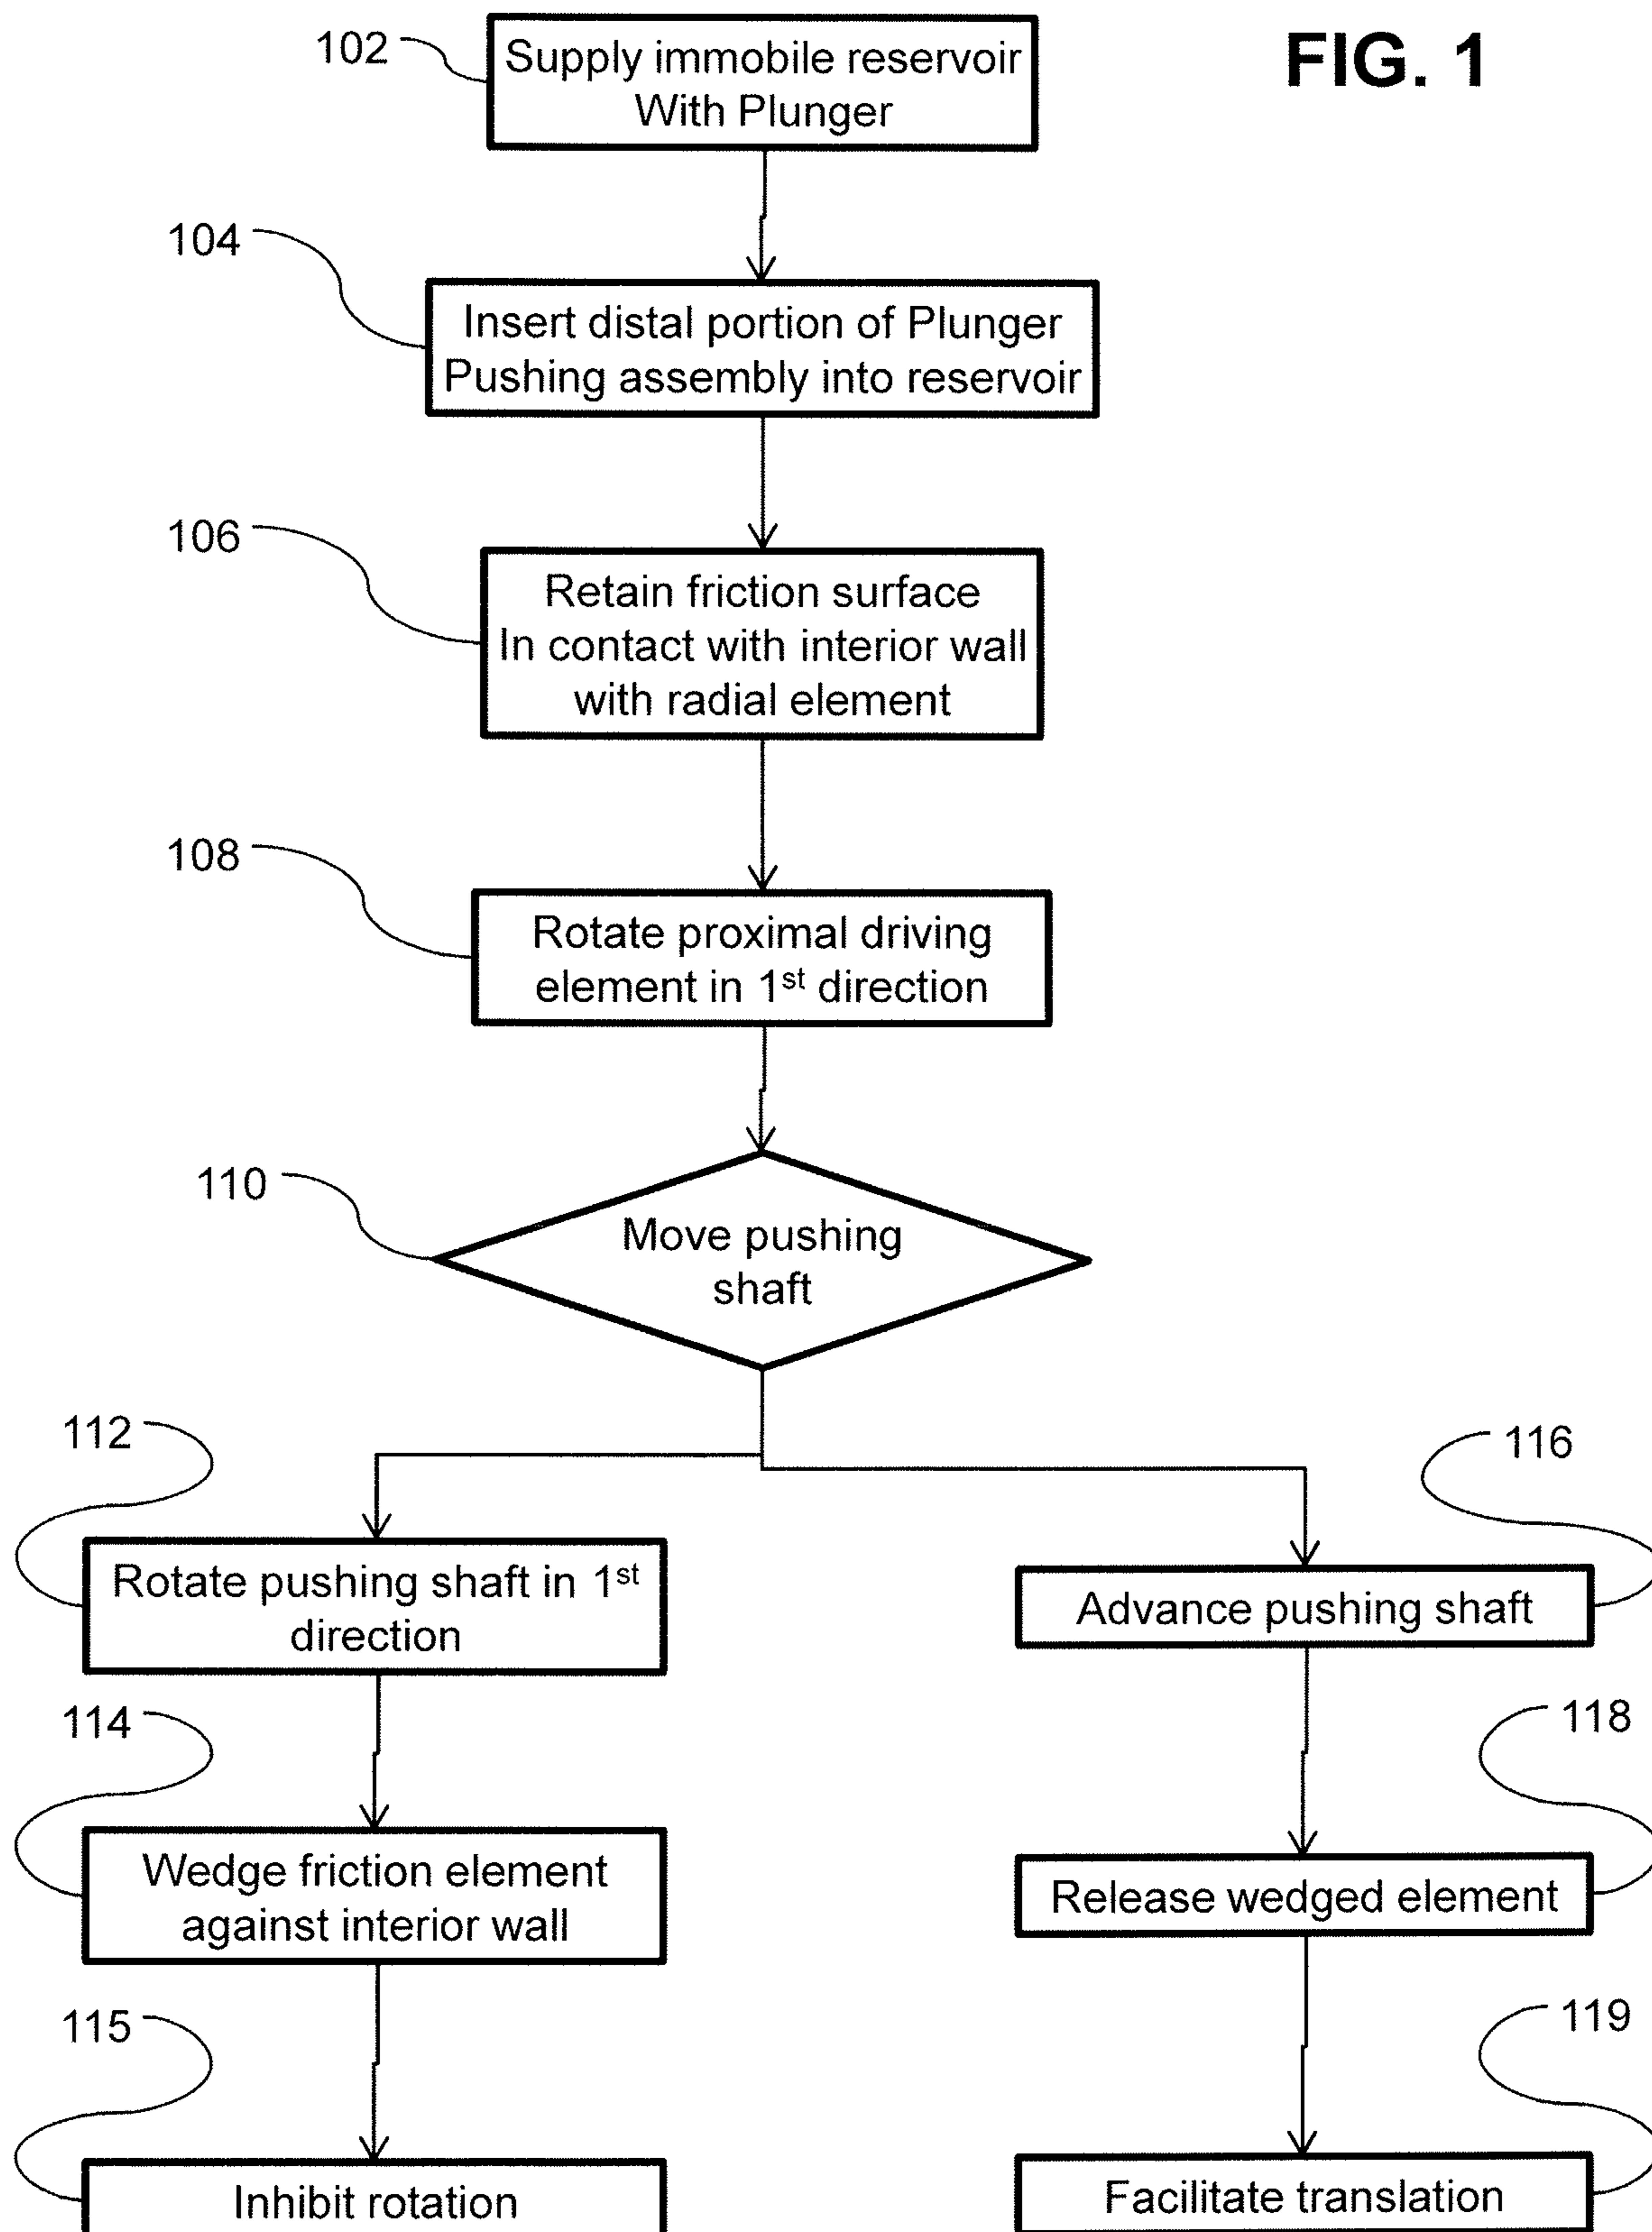 FIG. 1
102
Supply immobile reservoir
With Plunger
104
Insert distal portion of Plunger
Pushing assembly into reservoir
106
Retain friction surface
In contact with interior wall
with radial element
108
Rotate proximal driving
element in 1st direction
110
Move pushing
shaft
112
Rotate pushing shaft in 1st
direction
114
Wedge friction element
against interior wall
115
Inhibit rotation
116
Advance pushing shaft
118
Release wedged element
119
Facilitate translation